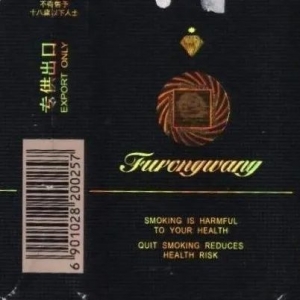 不向售予
十八歲以下人士
专供出口
EXPORT ONLY
6 901028 200257
Furongwang
SMOKING IS HARMFUL
TO YOUR HEALTH
QUIT SMOKING REDUCES
HEALTH RISK